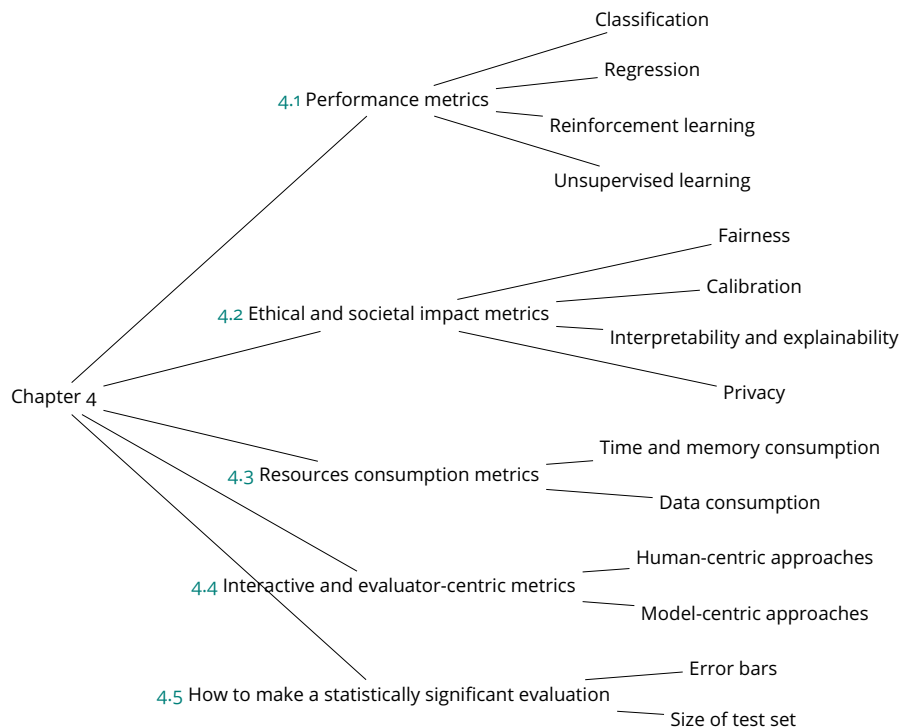 Chapter 4
4.1 Performance metrics
Classification
Regression
Reinforcement learning
Unsupervised learning
4.2 Ethical and societal impact metrics
Fairness
Calibration
Interpretability and explainability
Privacy
4.3 Resources consumption metrics
Time and memory consumption
Data consumption
4.4 Interactive and evaluator-centric metrics
Human-centric approaches
Model-centric approaches
4.5 How to make a statistically significant evaluation
Error bars
Size of test set